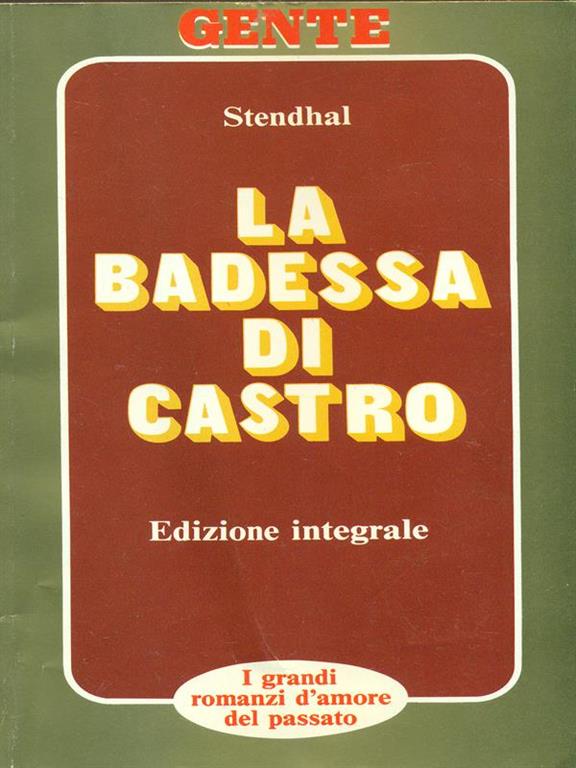 GENTE
Stendhal
LA
BADESSA
DI
CASTRO
Edizione integrale
I grandi
romanzi d'amore
del passato